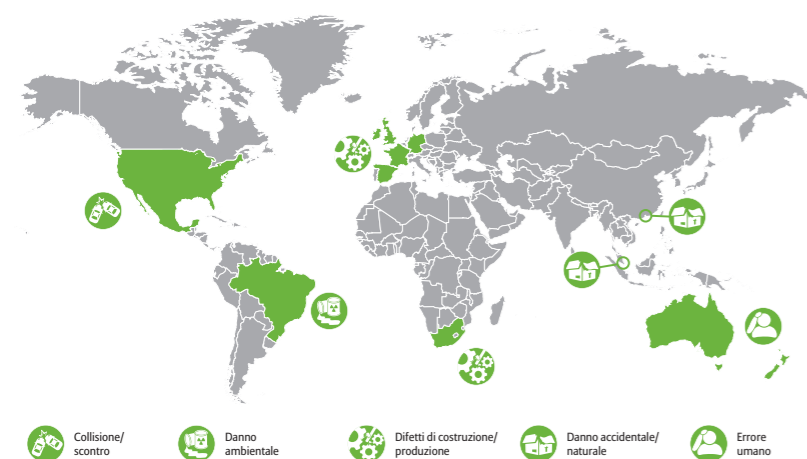 Collisione/
scontro
Danno
ambientale
Difetti di costruzione/
produzione
Danno accidentale/
naturale
Errore
umano